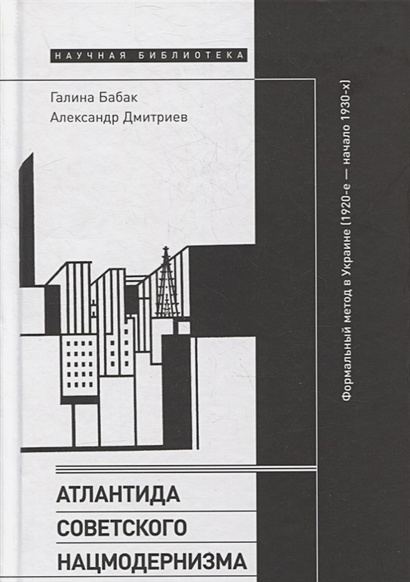 НАУЧНАЯ БИБЛИОТЕКА
Галина Бабак
Александр Дмитриев
Формальный метод в Украине (1920-е — начало 1930-х)
АТЛАНТИДА
СОВЕТСКОГО
НАЦМОДЕРНИЗМА